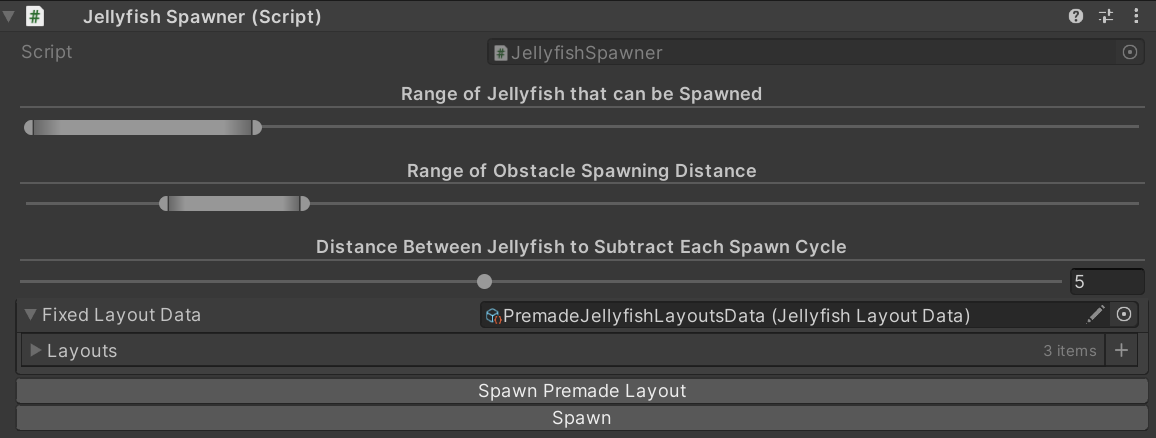 Jellyfish Spawner (Script)
Script JellyfishSpawner
Range of Jellyfish that can be Spawned
Range of Obstacle Spawning Distance
Distance Between Jellyfish to Subtract Each Spawn Cycle
5
Fixed Layout Data PremadeJellyfishLayoutsData (Jellyfish Layout Data)
Layouts 3 items
Spawn Premade Layout
Spawn